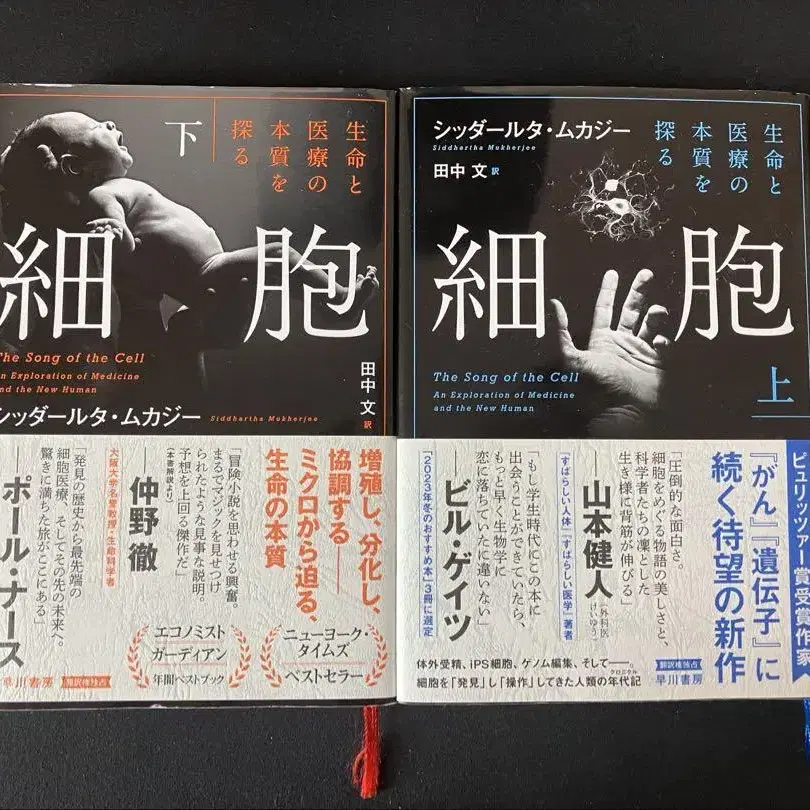 生命と
医療の
本質を
探る
下
細胞
The Song of the Cell
An Exploration of Medicine
and the New Human
田中 文 訳
シッダールタ・ムカジー
Siddhartha Mukherjee
増殖し、分化し、
協調する――
ミクロから迫る、
生命の本質
「冒険小説を思わせる興奮。
まるでマジックを見せつけ
られたような見事な説明。
予想を上回る傑作だ」
(本書解説より)
――仲野徹
大阪大学名誉教授・生命科学者
「発見の歴史から最先端の
細胞医療、そしてその先の未来へ。
驚きに満ちた旅がここにある」
――ポール・ナース
ニューヨーク・
タイムズ
ベストセラー
エコノミスト
ガーディアン
年間ベストブック
早川書房
翻訳権独占
生命と
医療の
本質を
探る
シッダールタ・ムカジー
Siddhartha Mukherjee
田中 文 訳
細胞
The Song of the Cell
An Exploration of Medicine
and the New Human
上
ピュリッツァー賞受賞作家
『がん』『遺伝子』に
続く待望の新作
「圧倒的な面白さ。
細胞をめぐる物語の美しさと、
科学者たちの凜とした
生き様に背筋が伸びる」
――山本健人
(外科医
けいゆう)
『すばらしい人体』『すばらしい医学』著者
「もし学生時代にこの本に
出会うことができていたら、
もっと早く生物学に
恋に落ちていたに違いない」
――ビル・ゲイツ
「2023年冬のおすすめ本」3冊に選定
体外受精、iPS細胞、ゲノム編集、そして――。
細胞を「発見」し「操作」してきた人類の年代記
クロニクル
翻訳権独占
早川書房